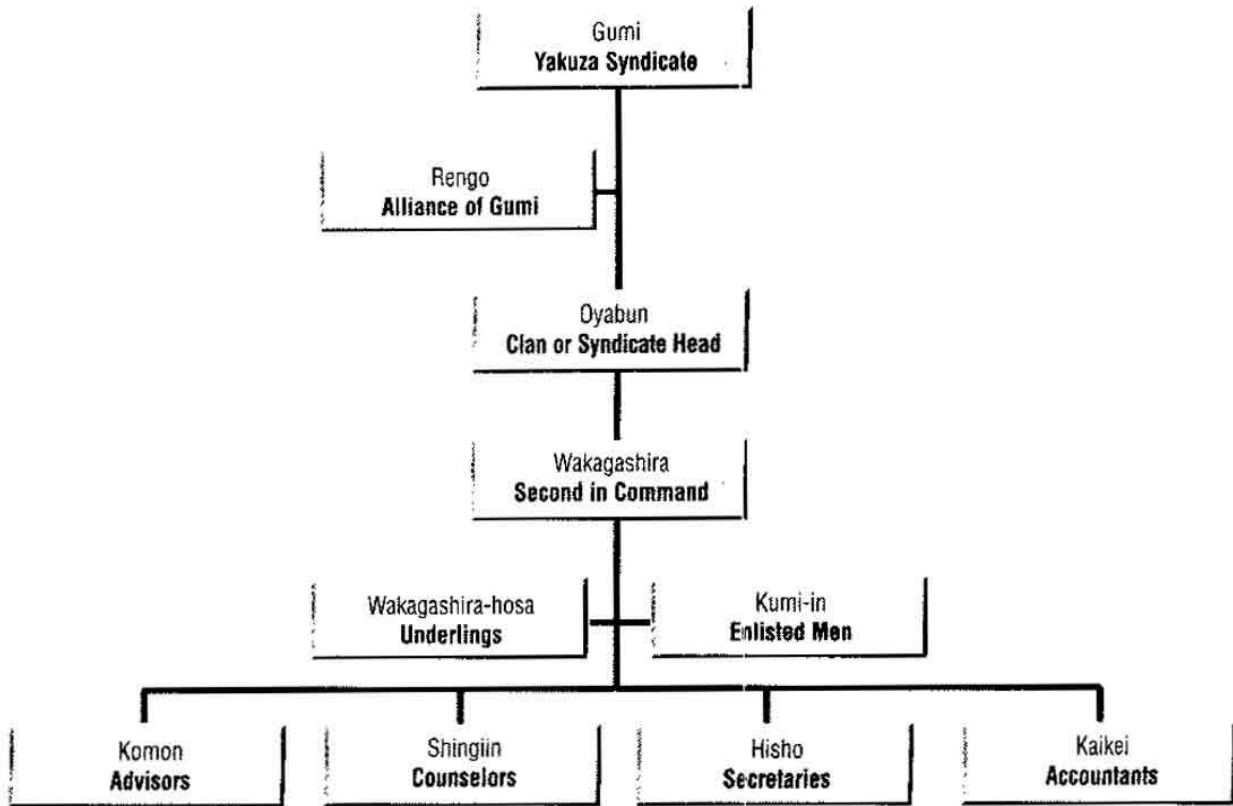 Gumi
Yakuza Syndicate
Rengo
Alliance of Gumi
Oyabun
Clan or Syndicate Head
Wakagashira
Second in Command
Wakagashira-hosa
Underlings
Kumi-in
Enlisted Men
Komon
Advisors
Shingiin
Counselors
Hisho
Secretaries
Kaikei
Accountants